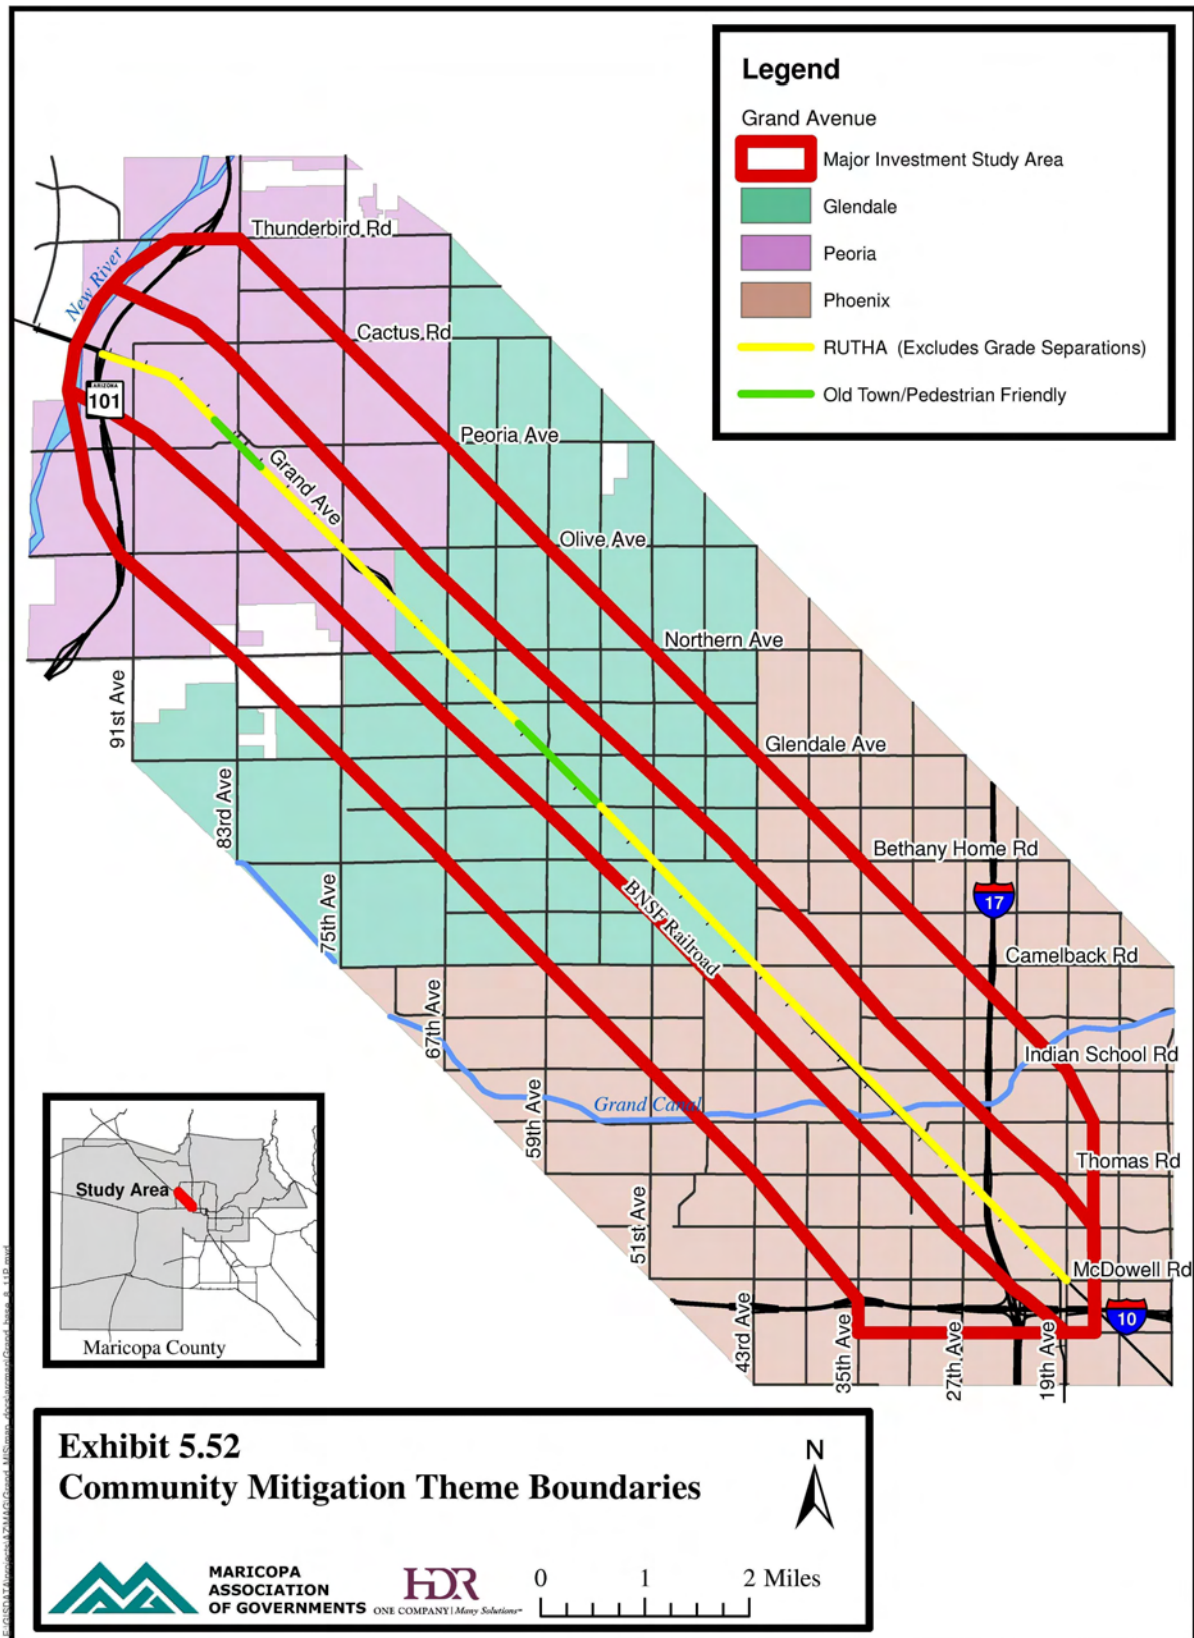 Legend
Grand Avenue
Major Investment Study Area
Glendale
Peoria
Phoenix
RUTHA (Excludes Grade Separations)
Old Town/Pedestrian Friendly
Thunderbird Rd
New River
Cactus Rd
ARIZONA
101
Peoria Ave
Grand Ave
Olive Ave
Northern Ave
91st Ave
Glendale Ave
83rd Ave
Bethany Home Rd
17
75th Ave
BNSF Railroad
Camelback Rd
67th Ave
Indian School Rd
59th Ave
Grand Canal
Thomas Rd
51st Ave
McDowell Rd
43rd Ave
35th Ave
27th Ave
19th Ave
10
Study Area
Maricopa County
Exhibit 5.52
Community Mitigation Theme Boundaries
N
MARICOPA
ASSOCIATION
OF GOVERNMENTS
HDR
ONE COMPANY | Many Solutions
0 1 2 Miles